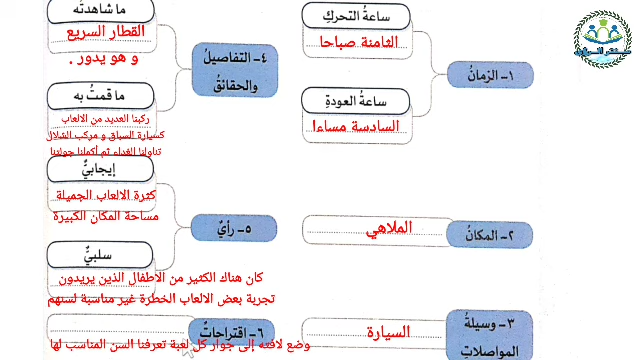 ساعةُ التحركِ
الثامنة صباحا
١- الزمانُ
ساعةُ العودةِ
السادسة مساءا
٢- المكانُ
الملاهي
٣- وسيلةُ
المواصلاتِ
السيارة
ما شاهدتَه
القطار السريع
و هو يدور .
٤- التفاصيلُ
والحقائقُ
ما قمتُ به
ركبنا العديد من الالعاب
كسيارة السباق و مركب الشلال
تناولنا الغداء ثم أكملنا جولتنا
إيجابيٌّ
كثرة الالعاب الجميلة
مساحة المكان الكبيرة
٥- رأيٌ
سلبيٌّ
كان هناك الكثير من الاطفال الذين يريدون
تجربة بعض الالعاب الخطرة غير مناسبة لسنهم
٦- اقتراحاتٌ
وضع لافته إلى جوار كل لعبة تعرفنا السن المناسب لها